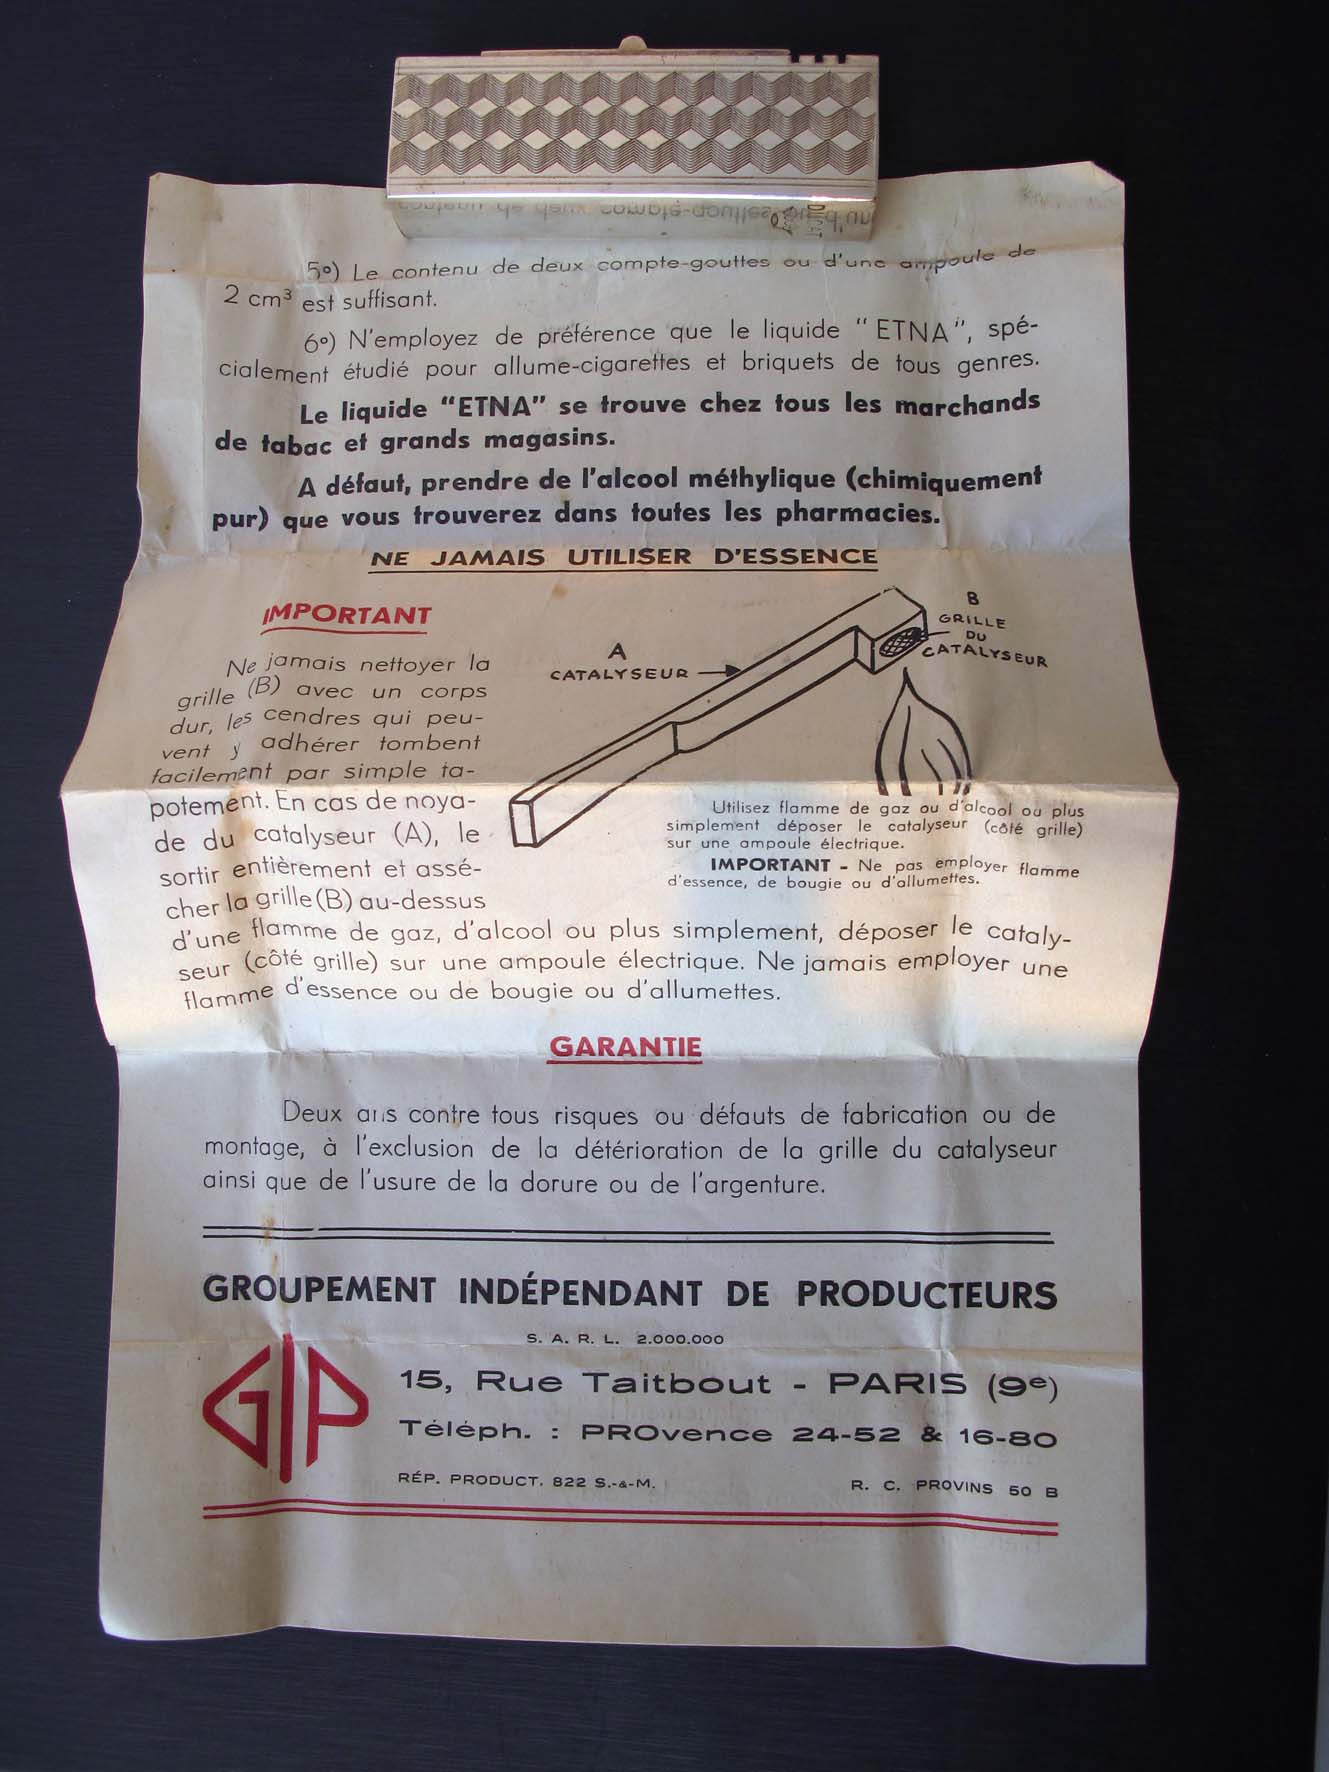 5º) Le contenu de deux compte-gouttes ou d'une ampoule de
2 cm³ est suffisant.
6º) N'employez de préférence que le liquide "ETNA", spé-
cialement étudié pour allume-cigarettes et briquets de tous genres.
Le liquide "ETNA" se trouve chez tous les marchands
de tabac et grands magasins.
A défaut, prendre de l'alcool méthylique (chimiquement
pur) que vous trouverez dans toutes les pharmacies.
NE JAMAIS UTILISER D'ESSENCE
IMPORTANT
Ne jamais nettoyer la
grille (B) avec un corps
dur, les cendres qui peu-
vent y adhérer tombent
facilement par simple ta-
potement. En cas de noya-
de du catalyseur (A), le
sortir entièrement et assé-
cher la grille (B) au-dessus
d'une flamme de gaz, d'alcool ou plus simplement, déposer le cataly-
seur (côté grille) sur une ampoule électrique. Ne jamais employer une
flamme d'essence ou de bougie ou d'allumettes.
A
CATALYSEUR
B
GRILLE
DU
CATALYSEUR
Utilisez flamme de gaz ou d'alcool ou plus
simplement déposer le catalyseur (côté grille)
sur une ampoule électrique.
IMPORTANT - Ne pas employer flamme
d'essence, de bougie ou d'allumettes.
GARANTIE
Deux ans contre tous risques ou défauts de fabrication ou de
montage, à l'exclusion de la détérioration de la grille du catalyseur
ainsi que de l'usure de la dorure ou de l'argenture.
GROUPEMENT INDÉPENDANT DE PRODUCTEURS
S. A. R. L. 2.000.000
GIP
15, Rue Taitbout - PARIS (9e)
Téléph. : PROvence 24-52 & 16-80
RÉP. PRODUCT. 822 S.-&-M.
R. C. PROVINS 50 B